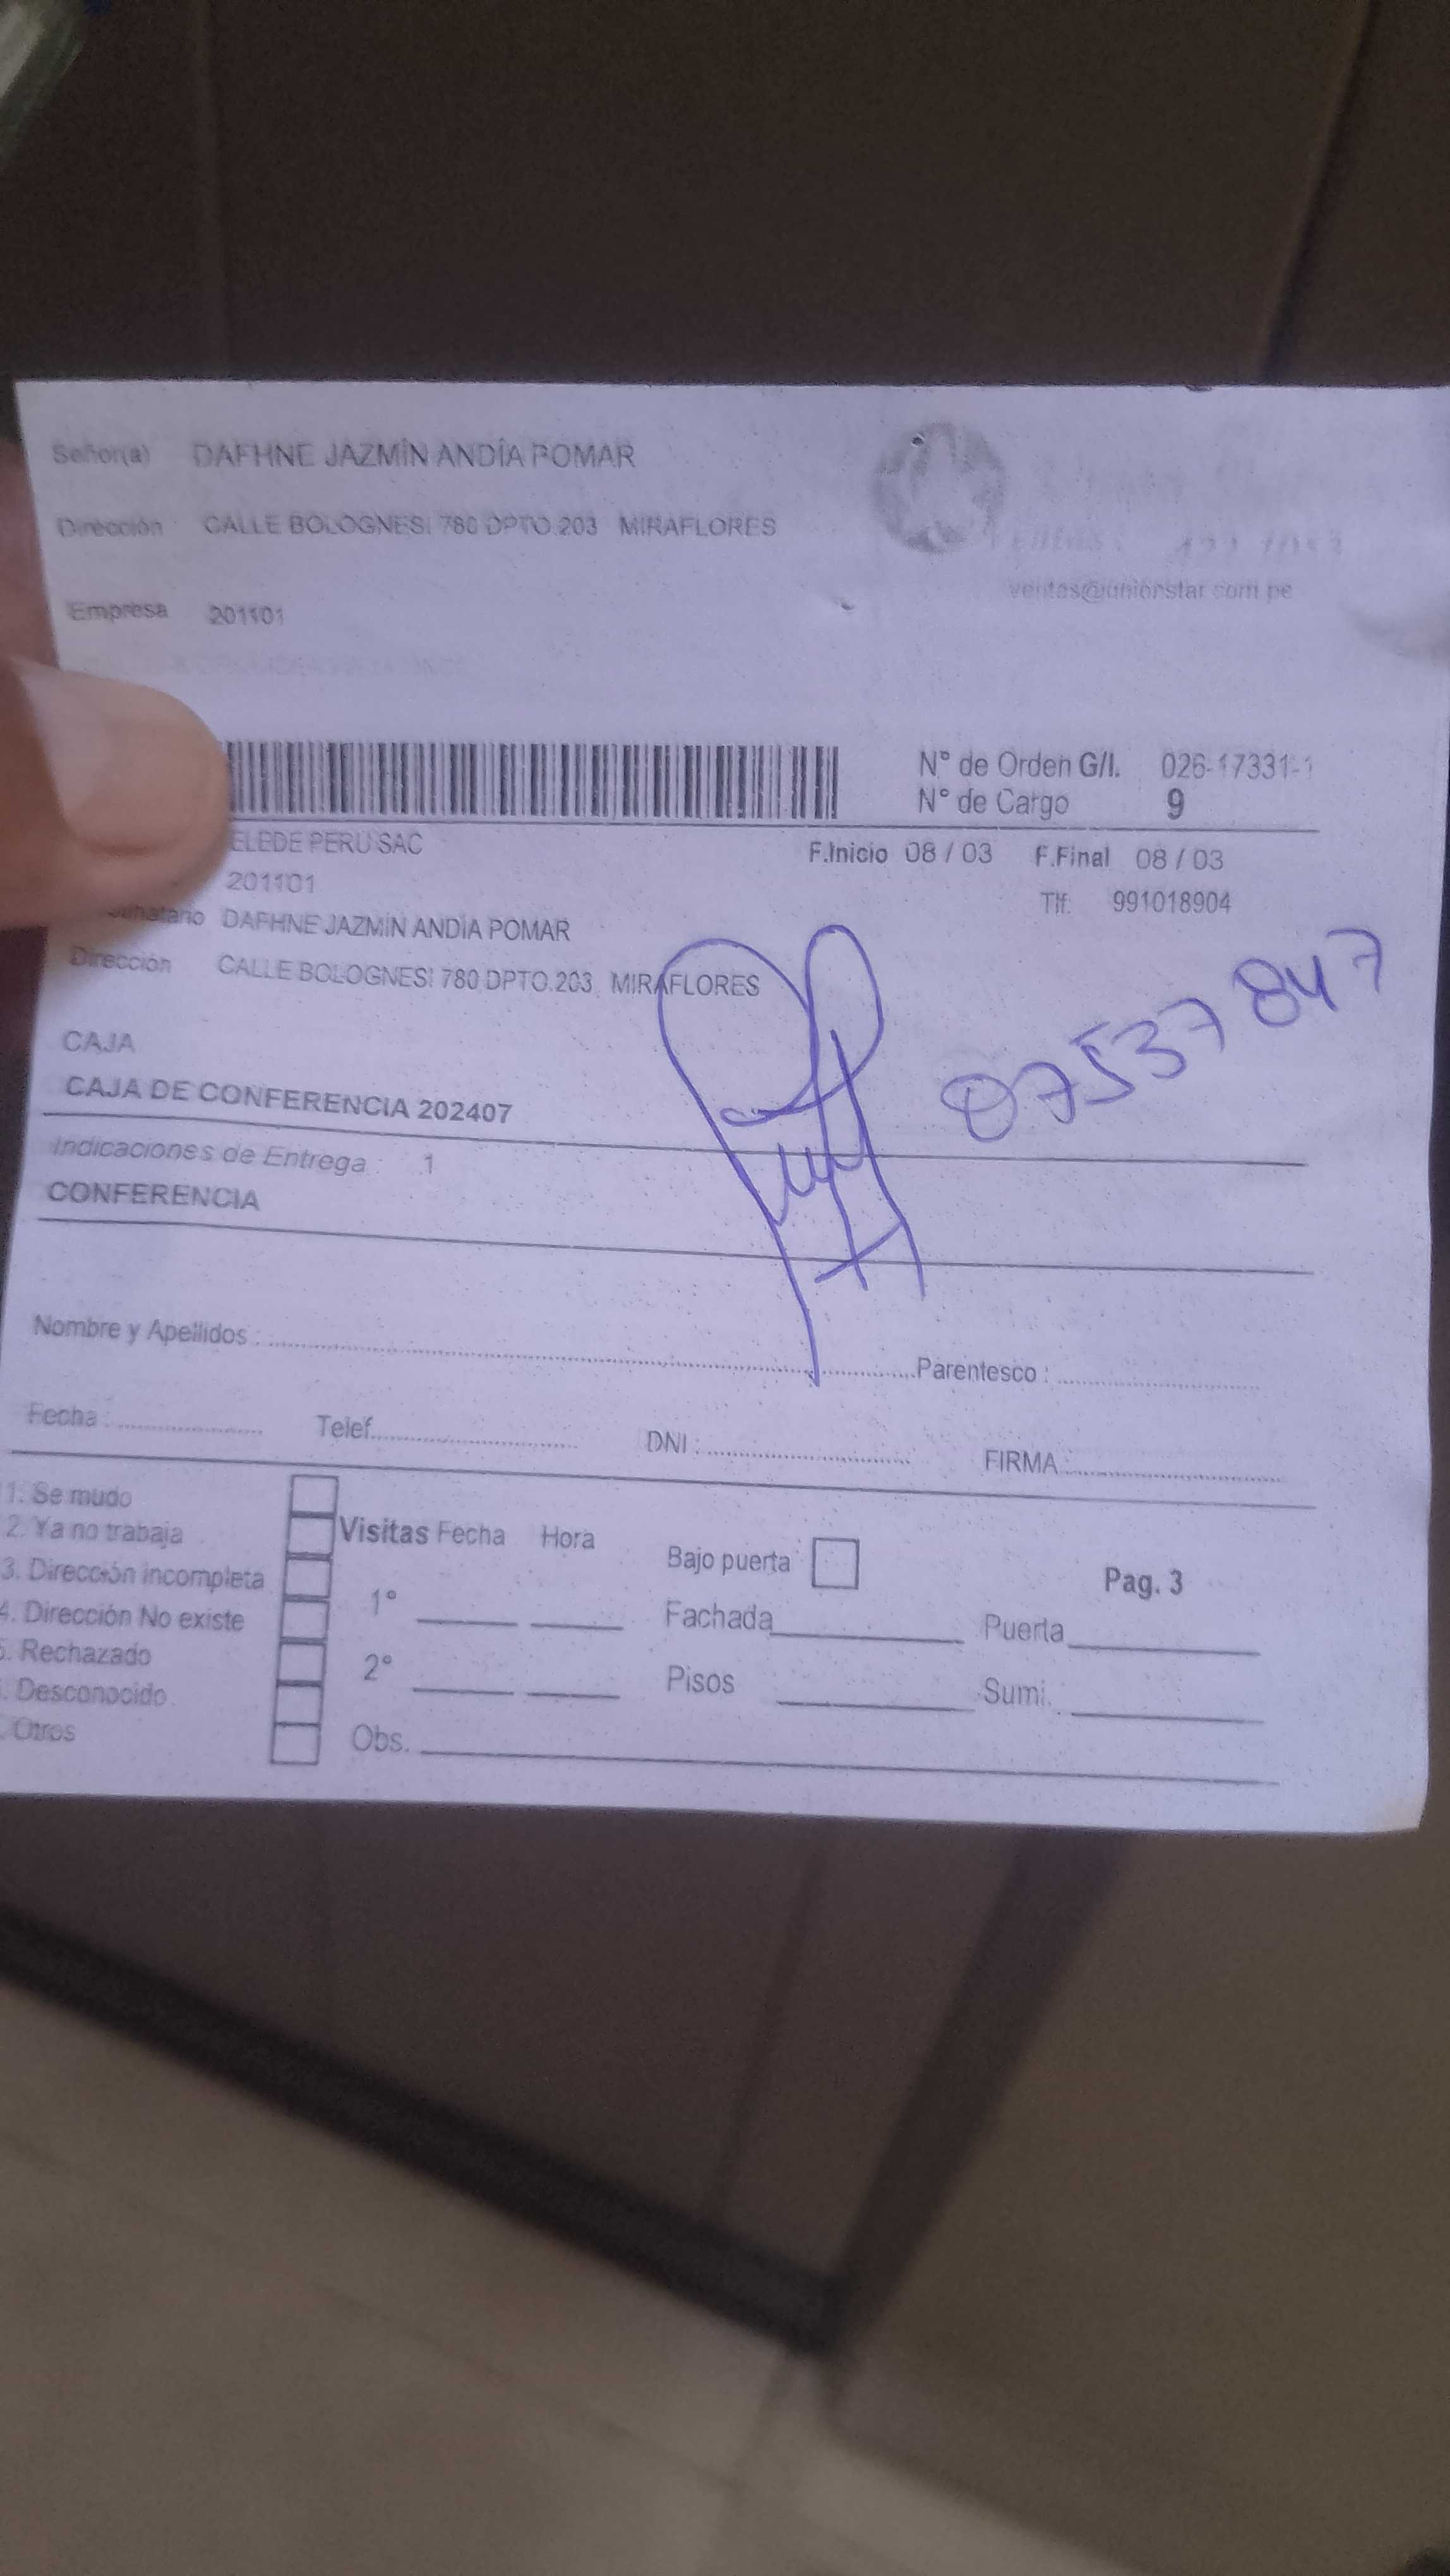 Señor(a) DAFHNE JAZMÍN ANDÍA POMAR
Dirección CALLE BOLOGNESI 780 DPTO.203 MIRAFLORES
ventas@unionstar.com.pe
Empresa 201101
N° de Orden G/I. 026-17331-1
N° de Cargo 9
ELEDE PERU SAC
F.Inicio 08 / 03 F.Final 08 / 03
201101
Tlf: 991018904
DAFHNE JAZMÍN ANDÍA POMAR
Dirección CALLE BOLOGNESI 780 DPTO.203 MIRAFLORES
07537847
CAJA
CAJA DE CONFERENCIA 202407
Indicaciones de Entrega : 1
CONFERENCIA
Nombre y Apellidos : Parentesco :
Fecha : Telef. DNI : FIRMA :
1. Se mudo
2. Ya no trabaja
3. Dirección incompleta
4. Dirección No existe
5. Rechazado
. Desconocido
. Otros
Visitas Fecha Hora
1°
2°
Obs.
Bajo puerta
Pag. 3
Fachada Puerta
Pisos Sumi.